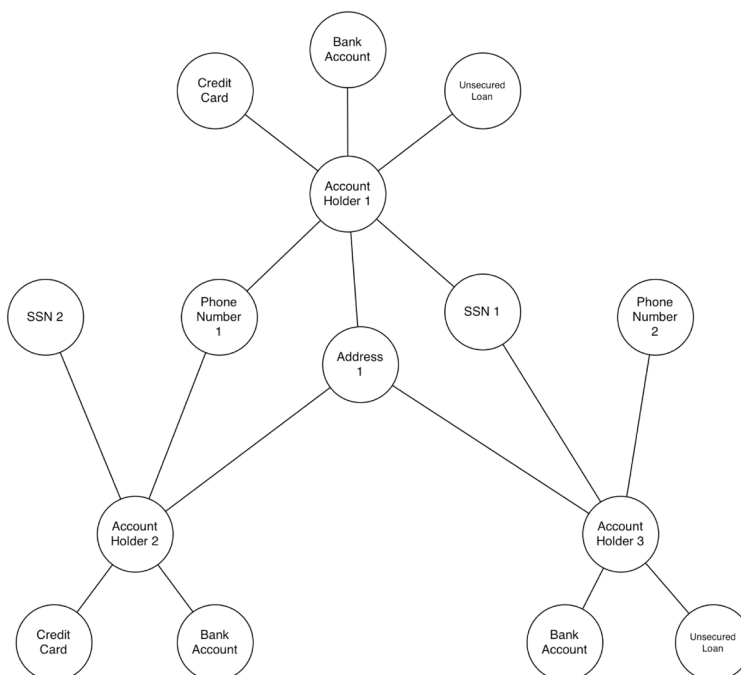 Bank
Account
Credit
Card
Unsecured
Loan
Account
Holder 1
SSN 2
Phone
Number
1
SSN 1
Phone
Number
2
Address
1
Account
Holder 2
Account
Holder 3
Credit
Card
Bank
Account
Bank
Account
Unsecured
Loan